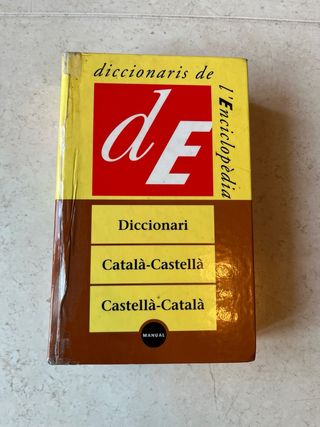 diccionaris de
l'Enciclopèdia
dE
Diccionari
Català-Castellà
Castellà-Català
MANUAL